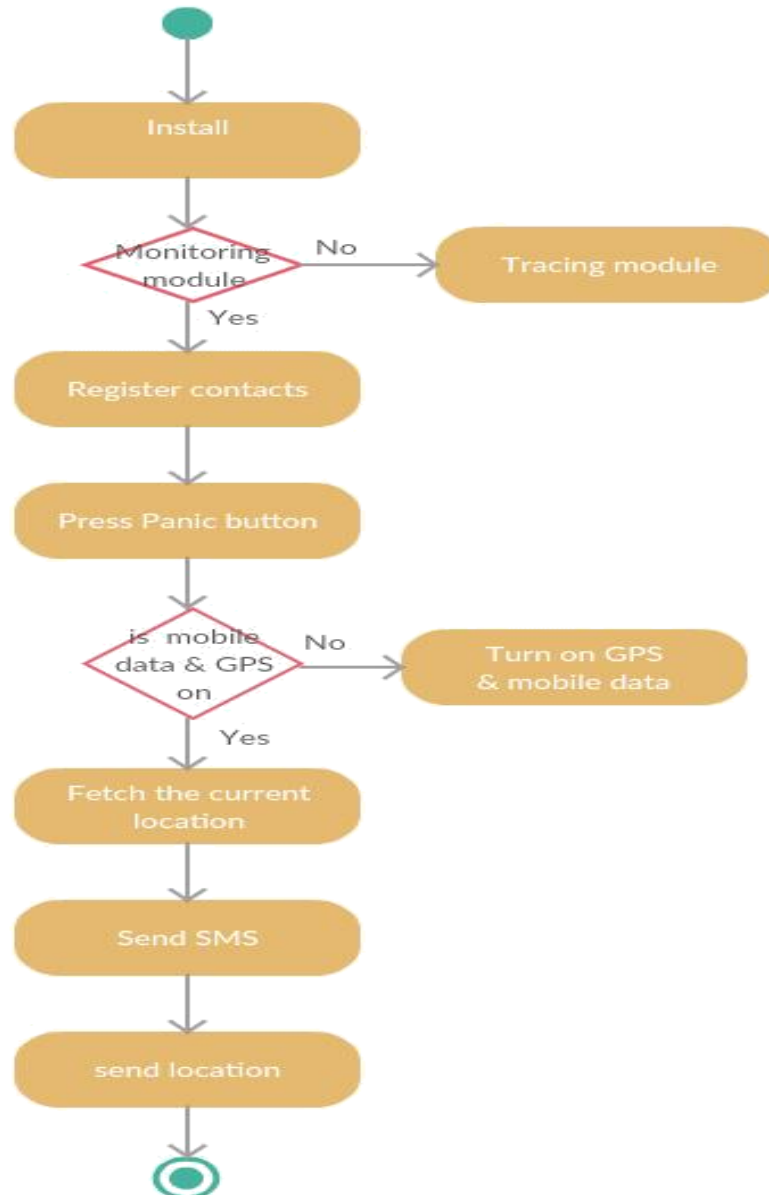 Install
Monitoring
module
No
Tracing module
Yes
Register contacts
Press Panic button
is mobile
data & GPS
on
No
Turn on GPS
& mobile data
Yes
Fetch the current
location
Send SMS
send location